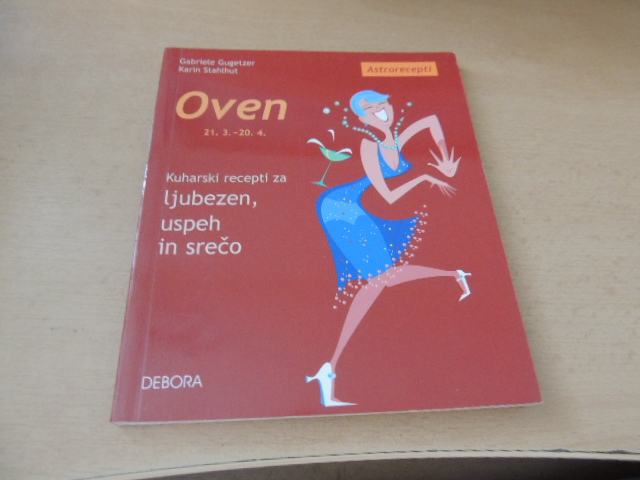 Gabriele Gugetzer
Karin Stahlhut
Astrorecepti
Oven
21. 3. – 20. 4.
Kuharski recepti za
ljubezen,
uspeh
in srečo
DEBORA